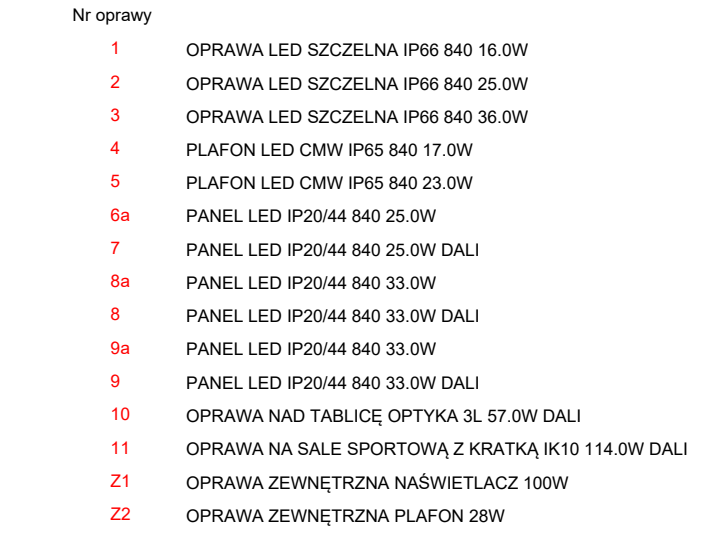 Nr oprawy
1 OPRAWA LED SZCZELNA IP66 840 16.0W
2 OPRAWA LED SZCZELNA IP66 840 25.0W
3 OPRAWA LED SZCZELNA IP66 840 36.0W
4 PLAFON LED CMW IP65 840 17.0W
5 PLAFON LED CMW IP65 840 23.0W
6a PANEL LED IP20/44 840 25.0W
7 PANEL LED IP20/44 840 25.0W DALI
8a PANEL LED IP20/44 840 33.0W
8 PANEL LED IP20/44 840 33.0W DALI
9a PANEL LED IP20/44 840 33.0W
9 PANEL LED IP20/44 840 33.0W DALI
10 OPRAWA NAD TABLICĘ OPTYKA 3L 57.0W DALI
11 OPRAWA NA SALE SPORTOWĄ Z KRATKĄ IK10 114.0W DALI
Z1 OPRAWA ZEWNĘTRZNA NAŚWIETLACZ 100W
Z2 OPRAWA ZEWNĘTRZNA PLAFON 28W